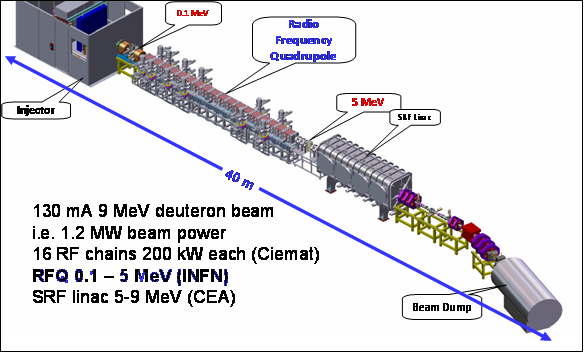 0.1 MeV
Radio
Frequency
Quadrupole
Injector
5 MeV
SRF Linac
40 m
130 mA 9 MeV deuteron beam
i.e. 1.2 MW beam power
16 RF chains 200 kW each (Ciemat)
RFQ 0.1 – 5 MeV (INFN)
SRF linac 5-9 MeV (CEA)
Beam Dump